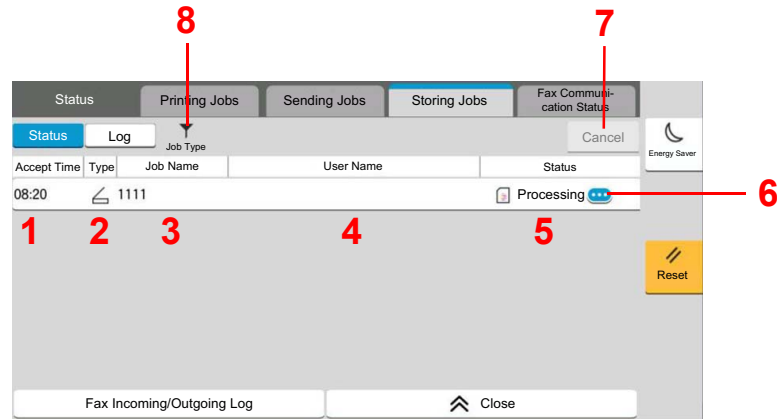 8
7
Status
Printing Jobs
Sending Jobs
Storing Jobs
Fax Communi-
cation Status
Status
Log
Job Type
Cancel
Energy Saver
Accept Time
Type
Job Name
User Name
Status
08:20
1111
Processing
6
1
2
3
4
5
Reset
Fax Incoming/Outgoing Log
Close